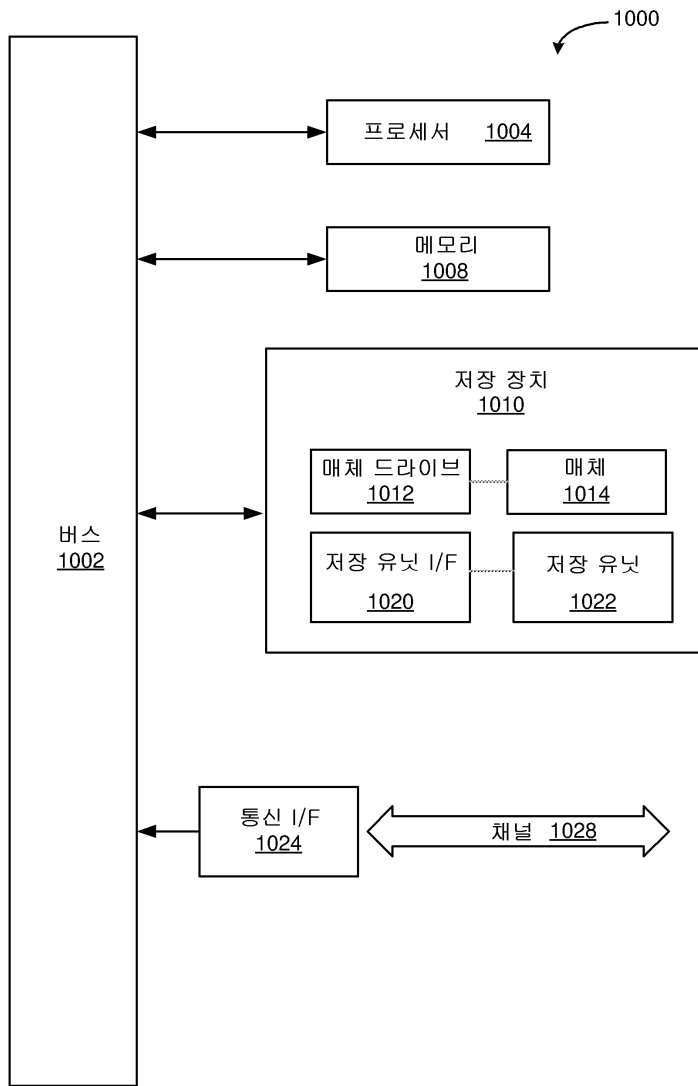 1000
프로세서 1004
메모리
1008
저장 장치
1010
매체 드라이브
1012
매체
1014
저장 유닛 I/F
1020
저장 유닛
1022
버스
1002
통신 I/F
1024
채널 1028